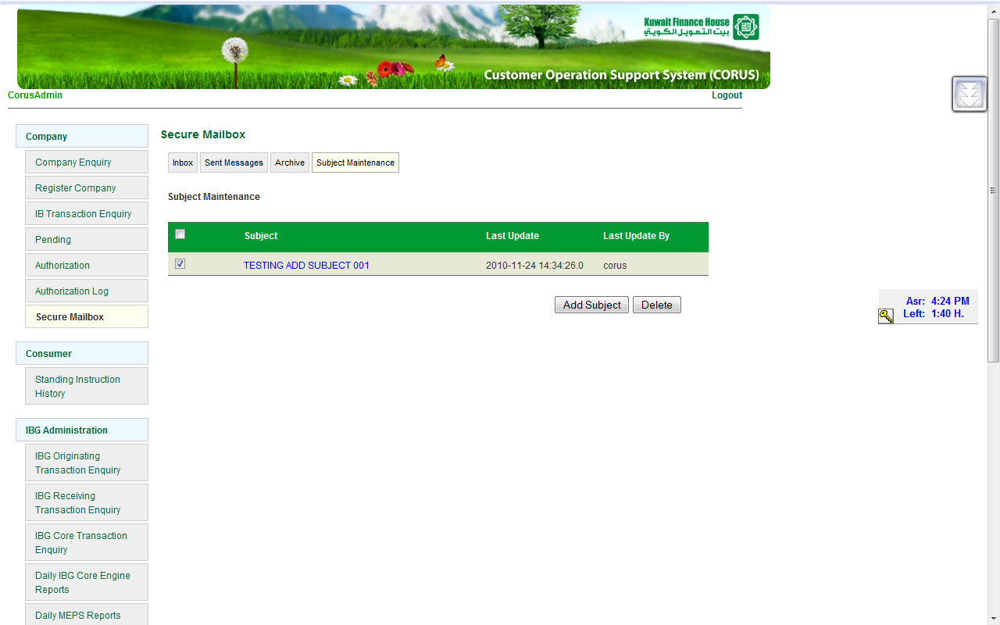 Kuwait Finance House
بيت التمويل الكويتي
Customer Operation Support System (CORUS)
CorusAdmin
Logout
Company
Company Enquiry
Register Company
IB Transaction Enquiry
Pending
Authorization
Authorization Log
Secure Mailbox
Consumer
Standing Instruction
History
IBG Administration
IBG Originating
Transaction Enquiry
IBG Receiving
Transaction Enquiry
IBG Core Transaction
Enquiry
Daily IBG Core Engine
Reports
Daily MEPS Reports
Secure Mailbox
Inbox
Sent Messages
Archive
Subject Maintenance
Subject Maintenance
Subject
Last Update
Last Update By
TESTING ADD SUBJECT 001
2010-11-24 14:34:26.0
corus
Add Subject
Delete
Asr: 4:24 PM
Left: 1:40 H.